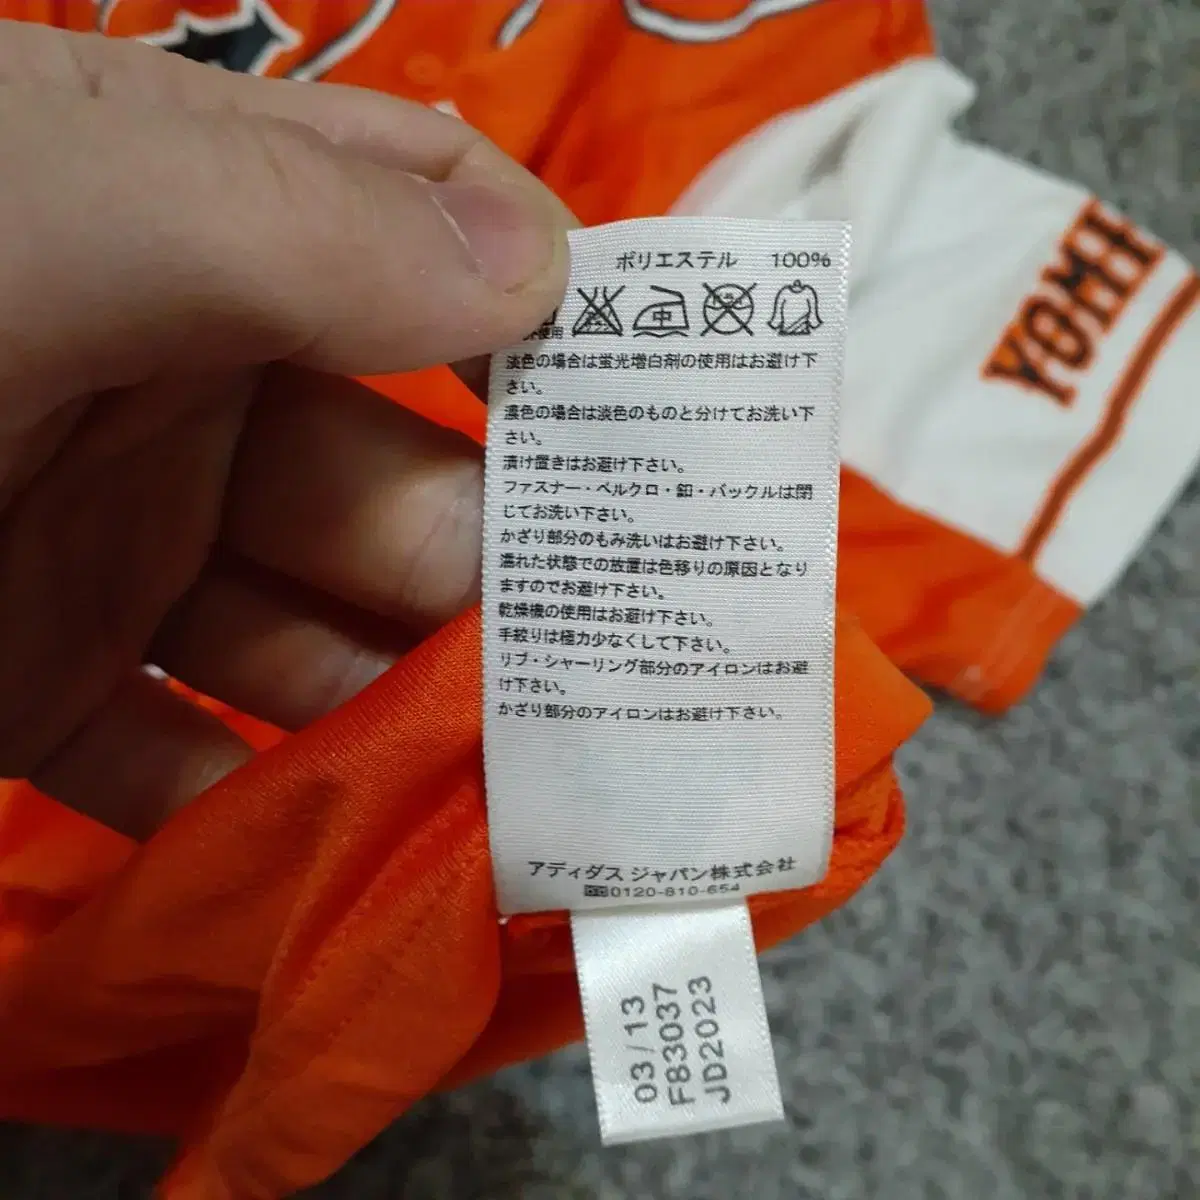 ポリエステル 100%
中
使用
淡色の場合は蛍光増白剤の使用はお避け下
さい。
濃色の場合は淡色のものと分けてお洗い下
さい。
漬け置きはお避け下さい。
ファスナー・ベルクロ・釦・バックルは閉
じてお洗い下さい。
かざり部分のもみ洗いはお避け下さい。
濡れた状態での放置は色移りの原因となり
ますのでお避け下さい。
乾燥機の使用はお避け下さい。
手絞りは極力少なくして下さい。
リブ・シャーリング部分のアイロンはお避
け下さい。
かざり部分のアイロンはお避け下さい。
アディダス ジャパン株式会社
0120-810-654
03/13
F83037
JD2023
YOMI